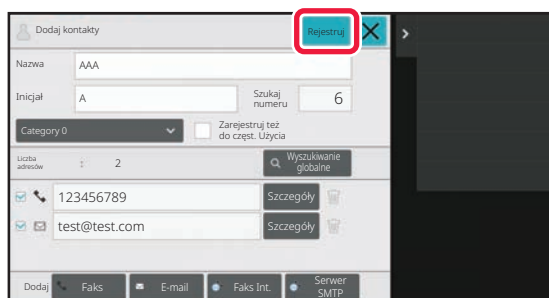 Dodaj kontakty
Rejestruj
Nazwa
AAA
Inicjał
A
Szukaj
numeru
6
Category 0
Zarejestruj też
do częst. Użycia
Liczba
adresów
:
2
Wyszukiwanie
globalne
123456789
Szczegóły
test@test.com
Szczegóły
Dodaj
Faks
E-mail
Faks Int.
Serwer
SMTP